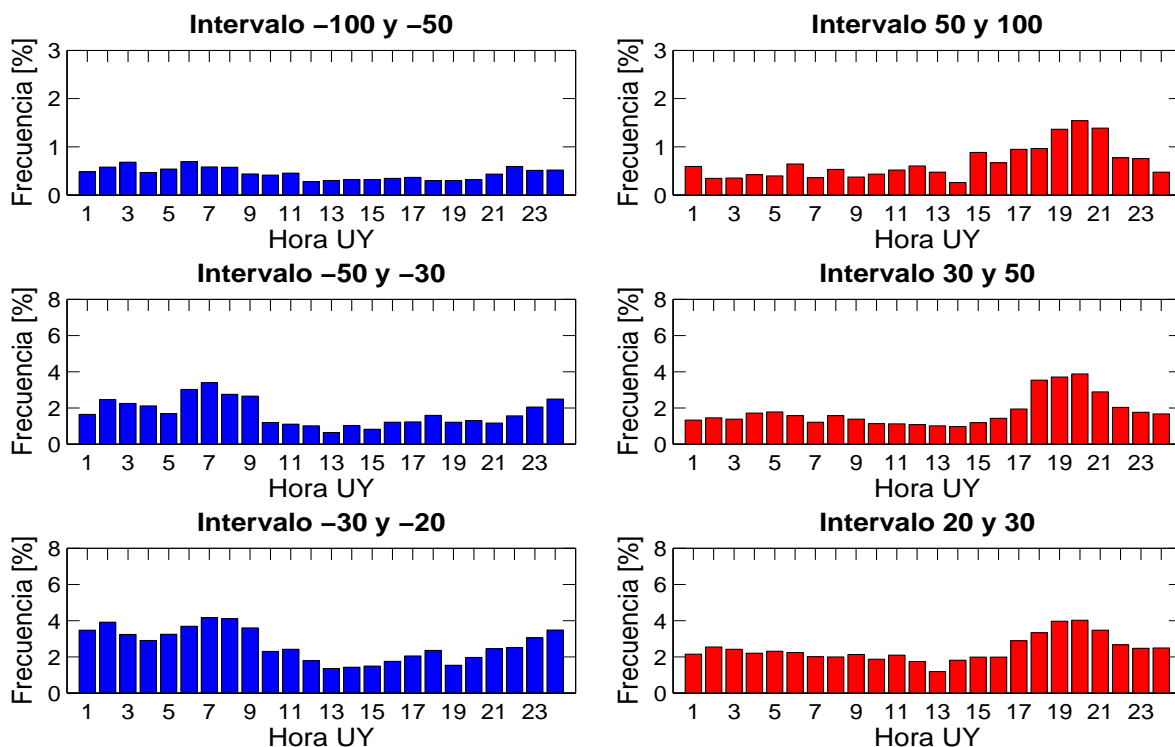 Intervalo −100 y −50
Frecuencia [%]
3
2
1
0
1 3 5 7 9 11 13 15 17 19 21 23
Hora UY
Intervalo 50 y 100
Frecuencia [%]
3
2
1
0
1 3 5 7 9 11 13 15 17 19 21 23
Hora UY
Intervalo −50 y −30
Frecuencia [%]
8
6
4
2
0
1 3 5 7 9 11 13 15 17 19 21 23
Hora UY
Intervalo 30 y 50
Frecuencia [%]
8
6
4
2
0
1 3 5 7 9 11 13 15 17 19 21 23
Hora UY
Intervalo −30 y −20
Frecuencia [%]
8
6
4
2
0
1 3 5 7 9 11 13 15 17 19 21 23
Hora UY
Intervalo 20 y 30
Frecuencia [%]
8
6
4
2
0
1 3 5 7 9 11 13 15 17 19 21 23
Hora UY